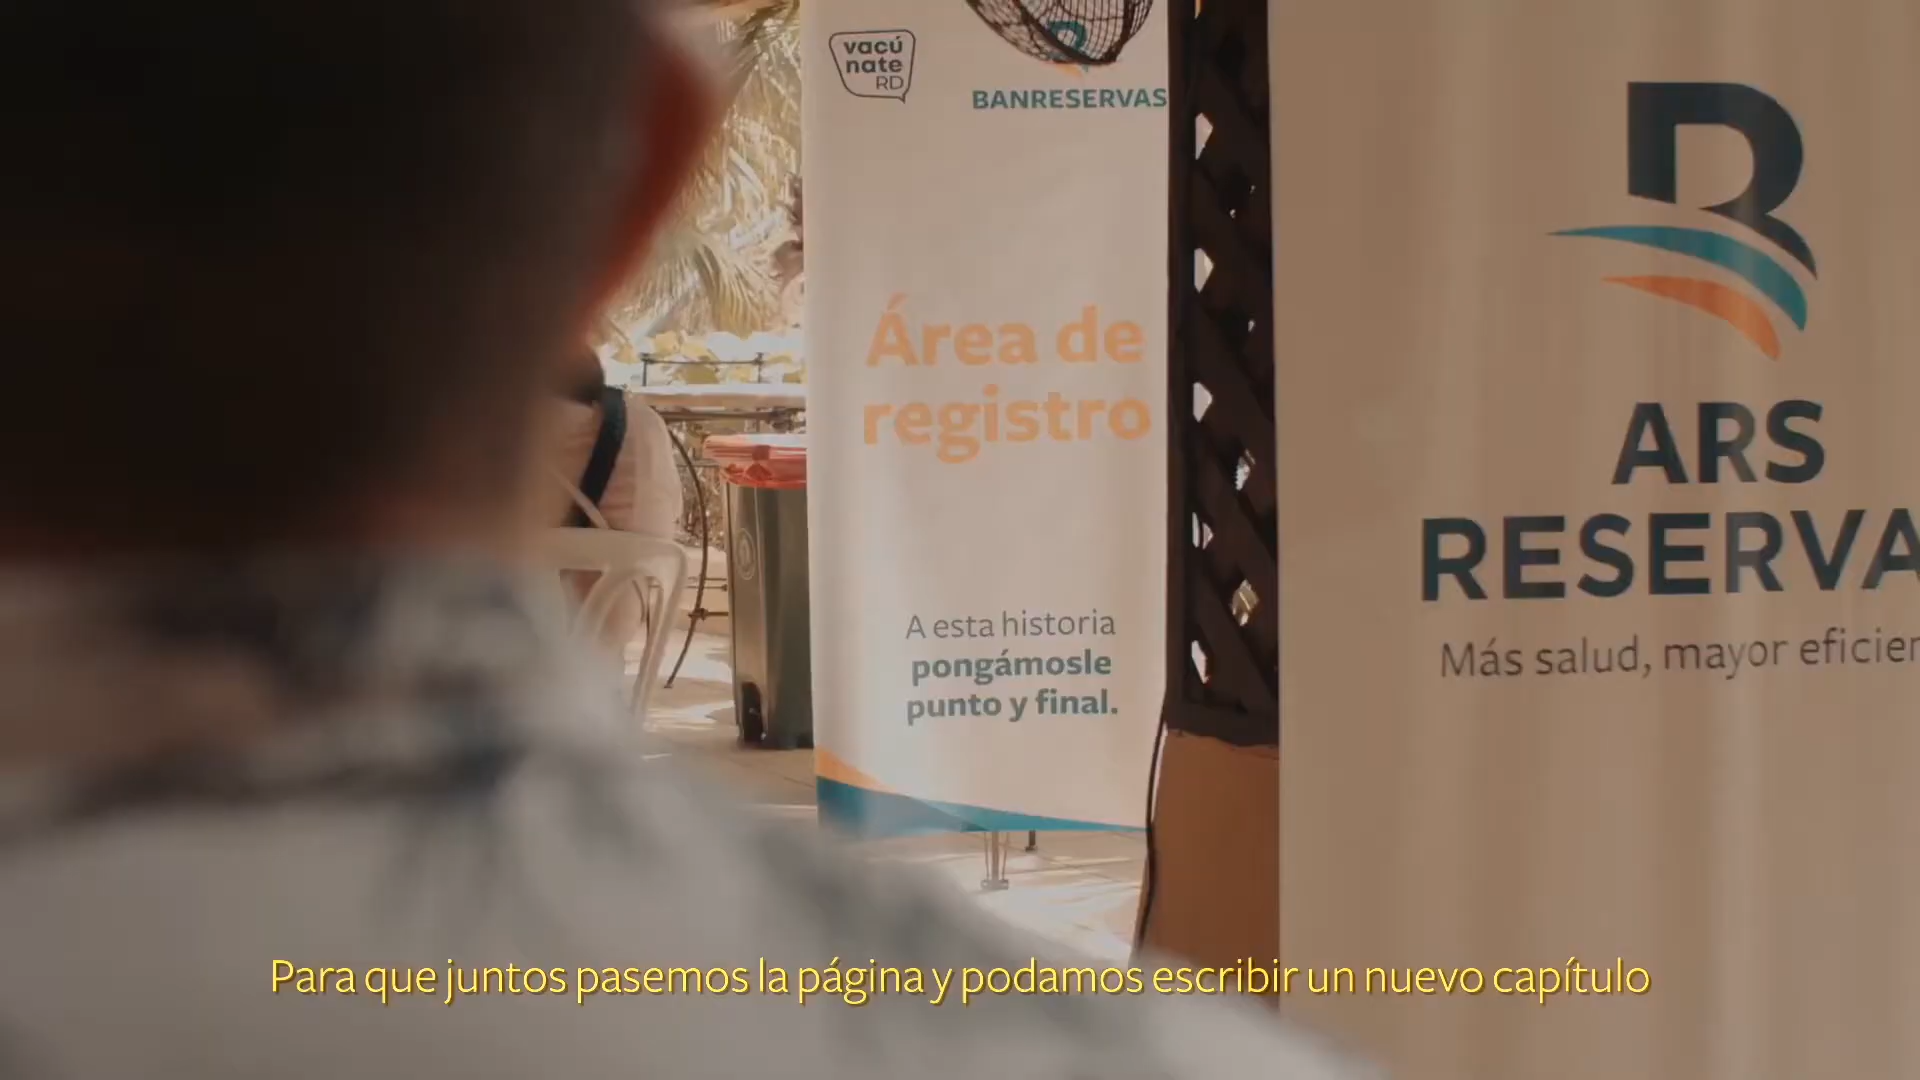 vacú
nate
RD
BANRESERVAS
Área de
registro
A esta historia
pongámosle
punto y final.
ARS
RESERVA
Más salud, mayor eficien
Para que juntos pasemos la página y podamos escribir un nuevo capítulo